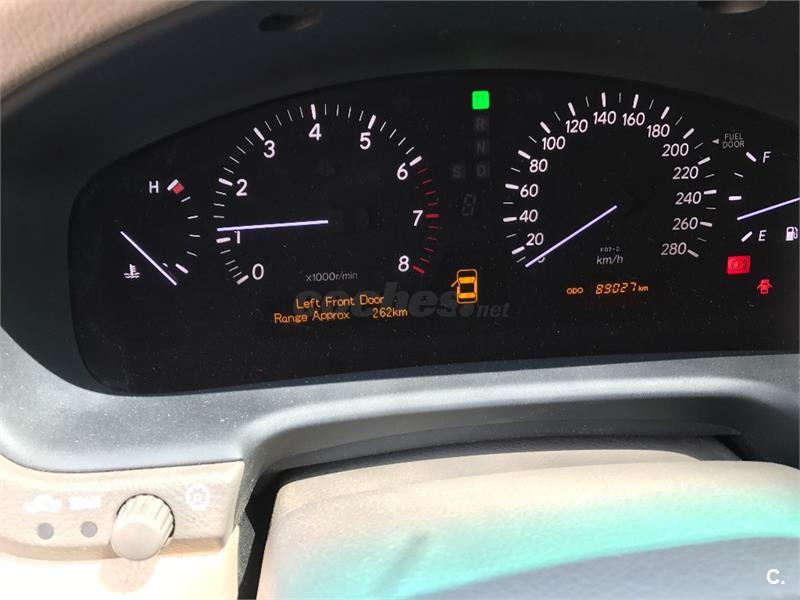 H
0 1 2 3 4 5 6 7 8
x1000r/min
Left Front Door
Range Approx 262km
P
R
N
S D
8
20 40 60 80 100 120 140 160 180 200 220 240 260 280
km/h
ODO 89027 km
FUEL DOOR
F
E
coches.net
C.